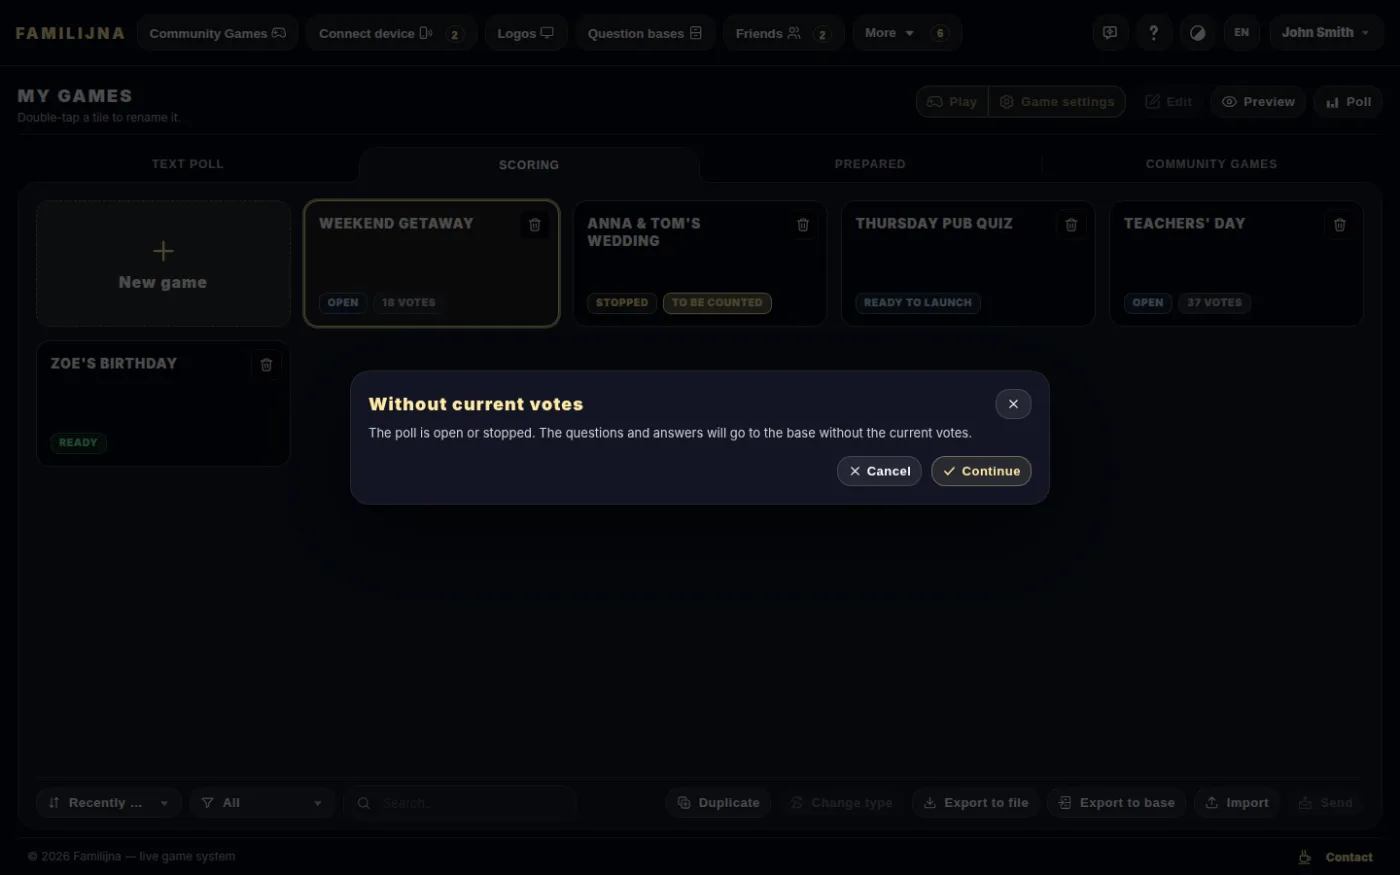 FAMILIJNA
Community Games
Connect device 2
Logos
Question bases
Friends 2
More 6
?
EN
John Smith
MY GAMES
Double-tap a tile to rename it.
Play
Game settings
Edit
Preview
Poll
TEXT POLL
SCORING
PREPARED
COMMUNITY GAMES
New game
WEEKEND GETAWAY
OPEN
18 VOTES
ANNA & TOM'S
WEDDING
STOPPED
TO BE COUNTED
THURSDAY PUB QUIZ
READY TO LAUNCH
TEACHERS' DAY
OPEN
37 VOTES
ZOE'S BIRTHDAY
READY
Without current votes
The poll is open or stopped. The questions and answers will go to the base without the current votes.
Cancel
Continue
Recently ...
All
Search...
Duplicate
Change type
Export to file
Export to base
Import
Send
© 2026 Familijna — live game system
Contact